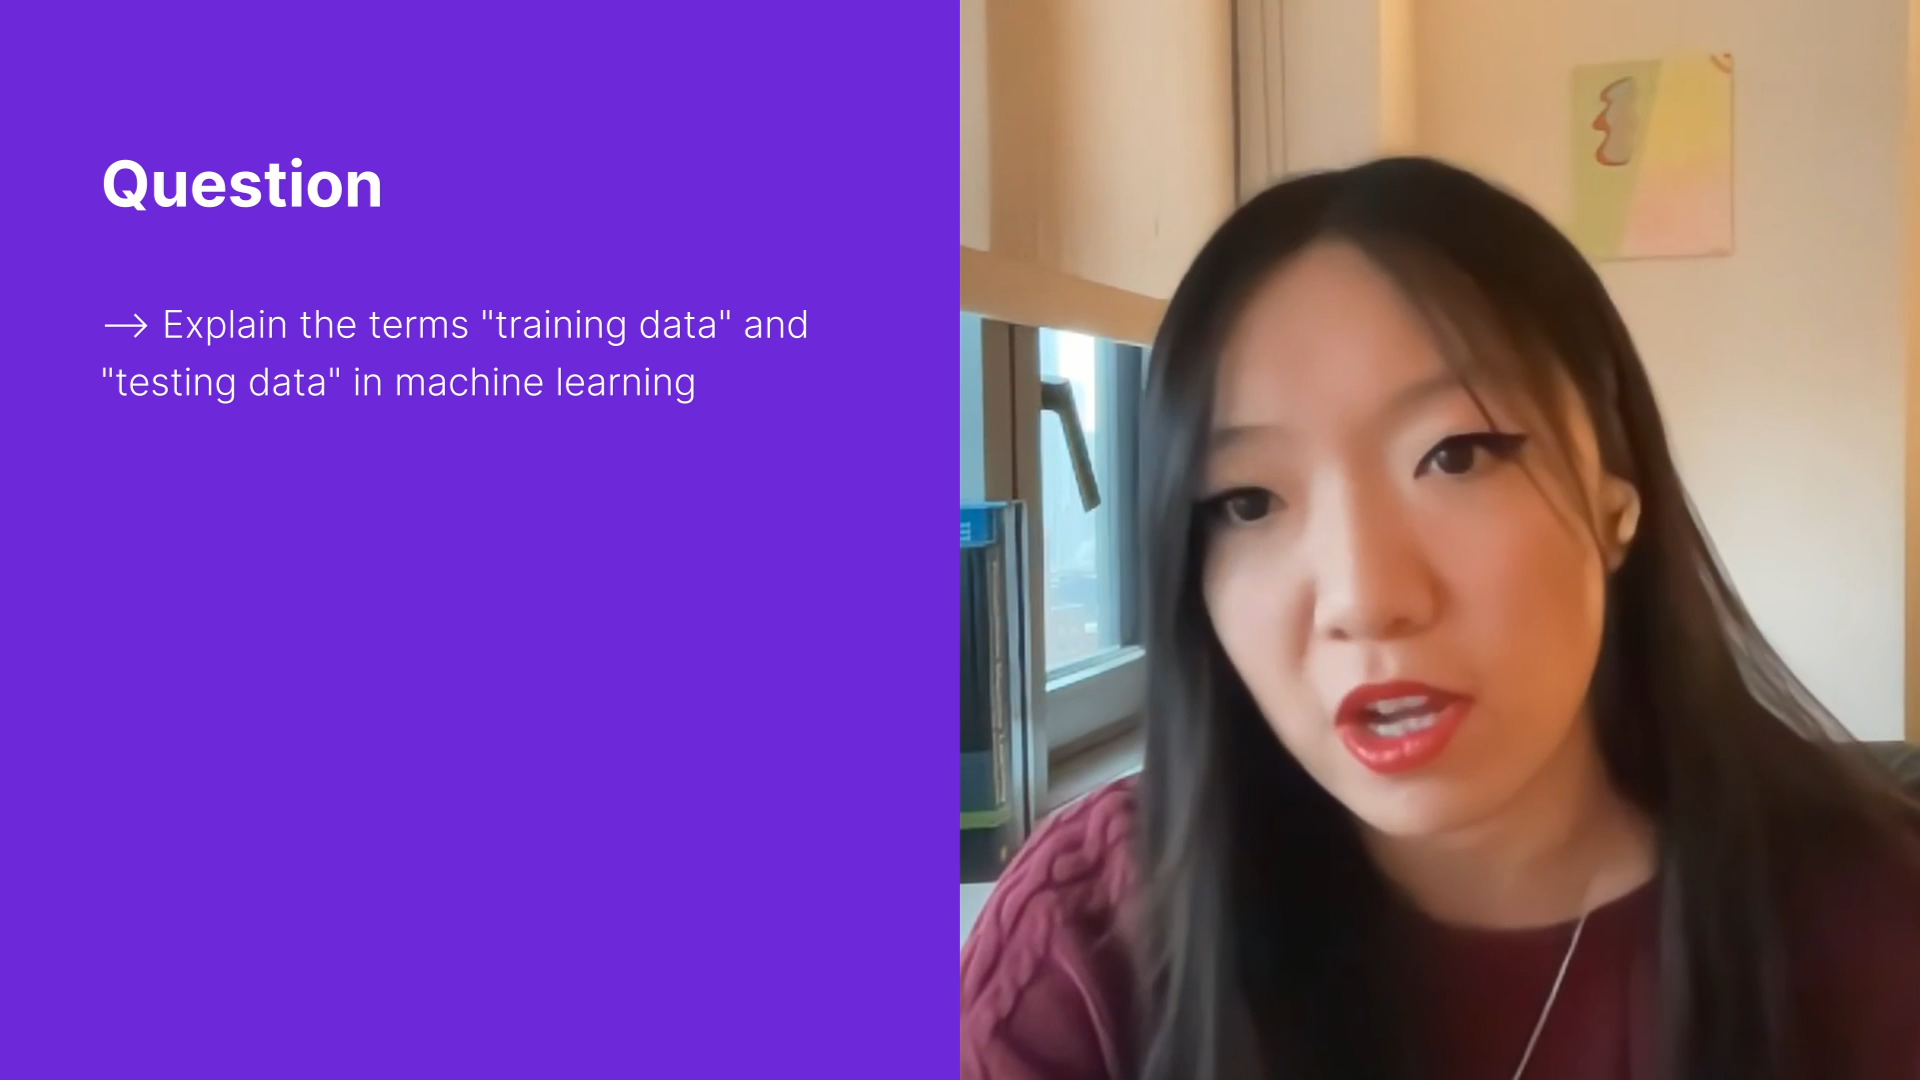 Question
→ Explain the terms "training data" and
"testing data" in machine learning